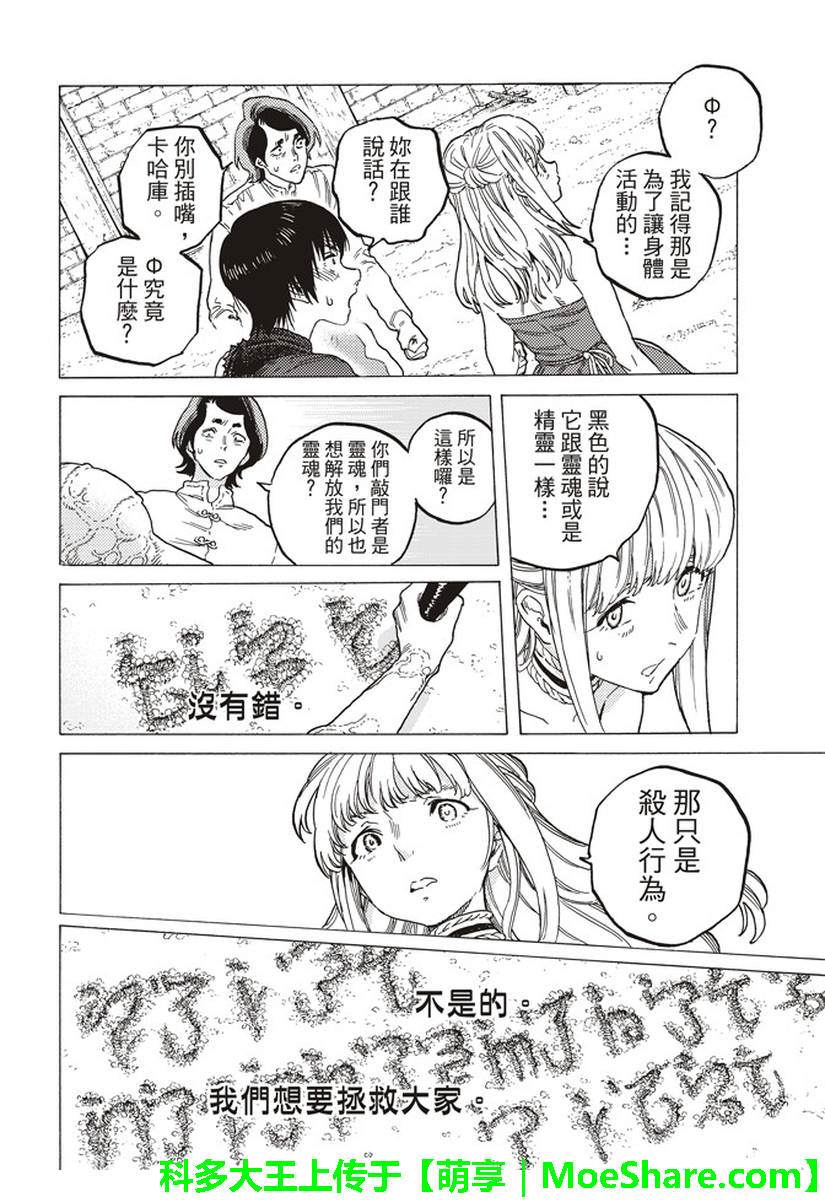 Φ?
我記得那是
為了讓身體
活動的…
妳在跟誰
說話?
你別插嘴，
卡哈庫。
Φ究竟
是什麼?
黑色的說
它跟靈魂或是
精靈一樣…
所以是
這樣囉?
你們敲門者是
靈魂，所以也
想解放我們的
靈魂?
沒有錯。
那只是
殺人行為。
不是的。
我們想要拯救大家。
科多大王上传于【萌享】| MoeShare.com】